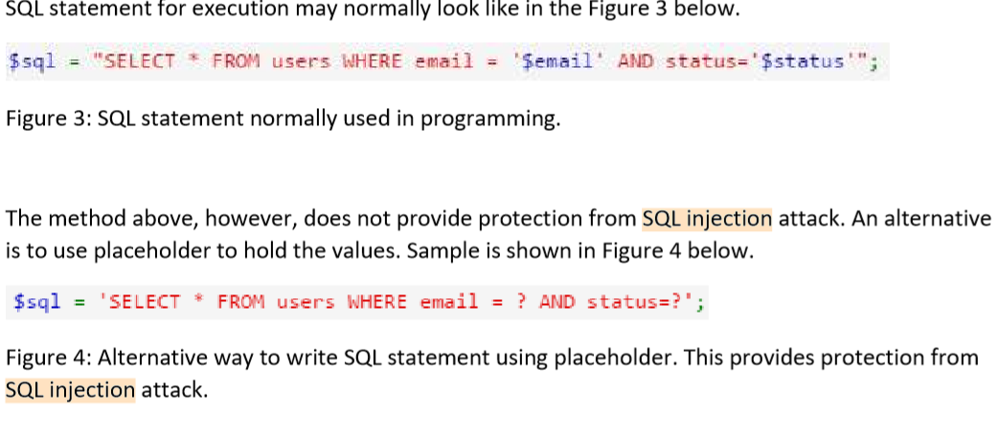 SQL statement for execution may normally look like in the Figure 3 below.
$sql = "SELECT * FROM users WHERE email = '$email' AND status='$status'";
Figure 3: SQL statement normally used in programming.
The method above, however, does not provide protection from SQL injection attack. An alternative
is to use placeholder to hold the values. Sample is shown in Figure 4 below.
$sql = 'SELECT * FROM users WHERE email = ? AND status=?';
Figure 4: Alternative way to write SQL statement using placeholder. This provides protection from
SQL injection attack.